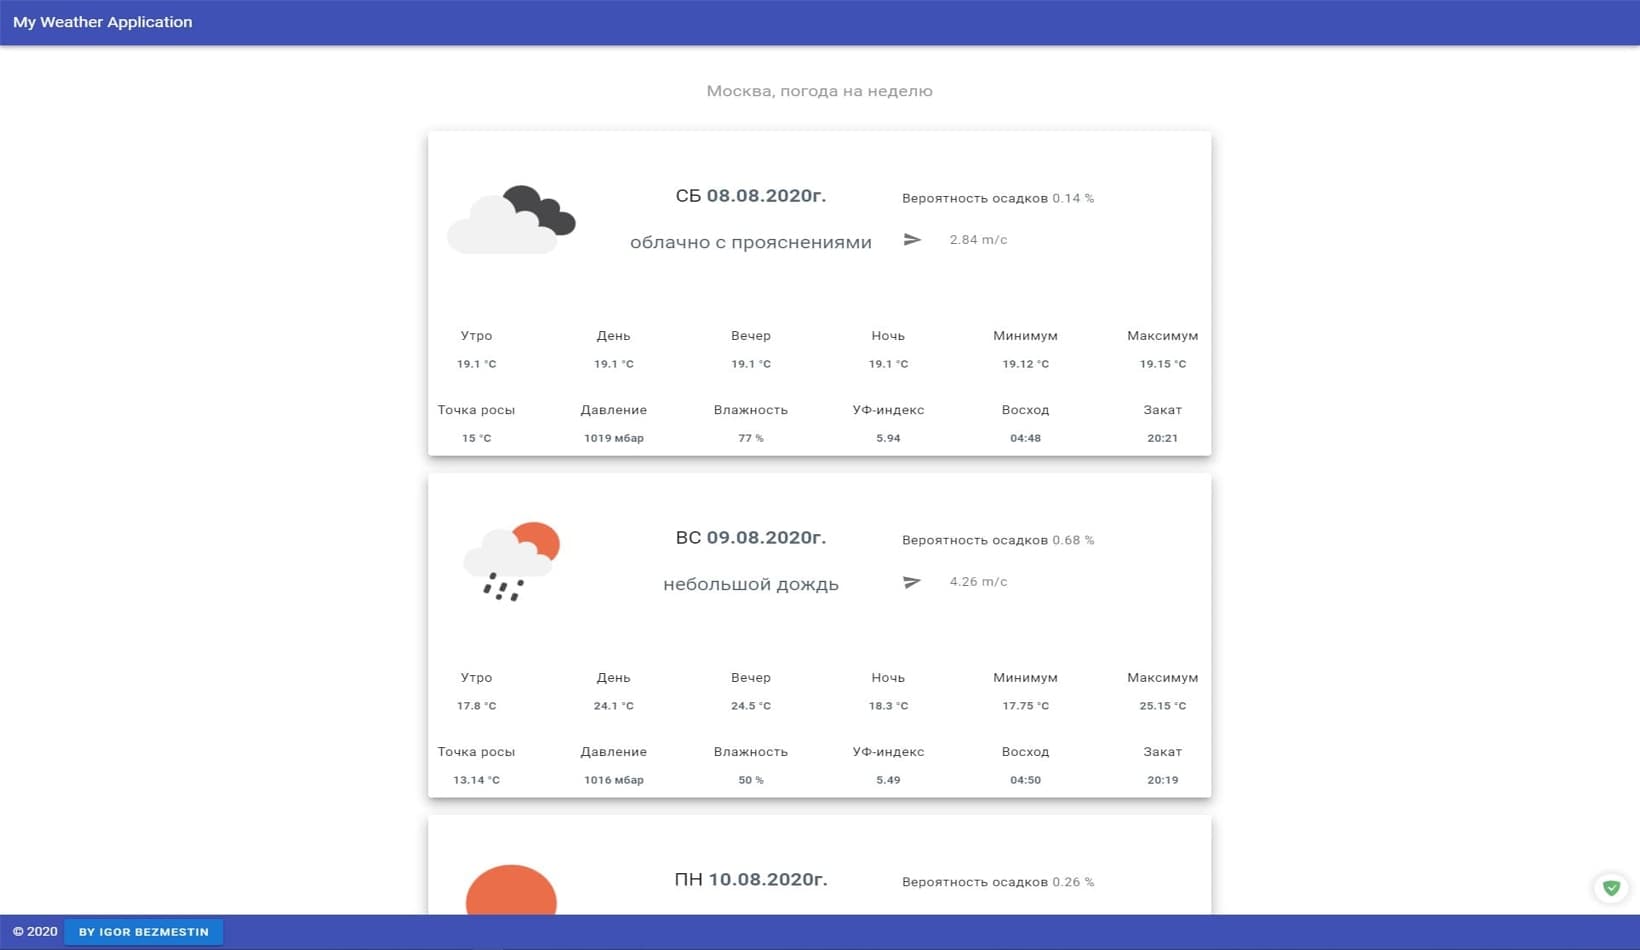 My Weather Application
Москва, погода на неделю
СБ 08.08.2020г.
облачно с прояснениями
Вероятность осадков 0.14 %
2.84 m/c
Утро День Вечер Ночь Минимум Максимум
19.1 °C 19.1 °C 19.1 °C 19.1 °C 19.12 °C 19.15 °C
Точка росы Давление Влажность УФ-индекс Восход Закат
15 °C 1019 мбар 77 % 5.94 04:48 20:21
ВС 09.08.2020г.
небольшой дождь
Вероятность осадков 0.68 %
4.26 m/c
Утро День Вечер Ночь Минимум Максимум
17.8 °C 24.1 °C 24.5 °C 18.3 °C 17.75 °C 25.15 °C
Точка росы Давление Влажность УФ-индекс Восход Закат
13.14 °C 1016 мбар 50 % 5.49 04:50 20:19
ПН 10.08.2020г.
Вероятность осадков 0.26 %
© 2020 BY IGOR BEZMESTIN